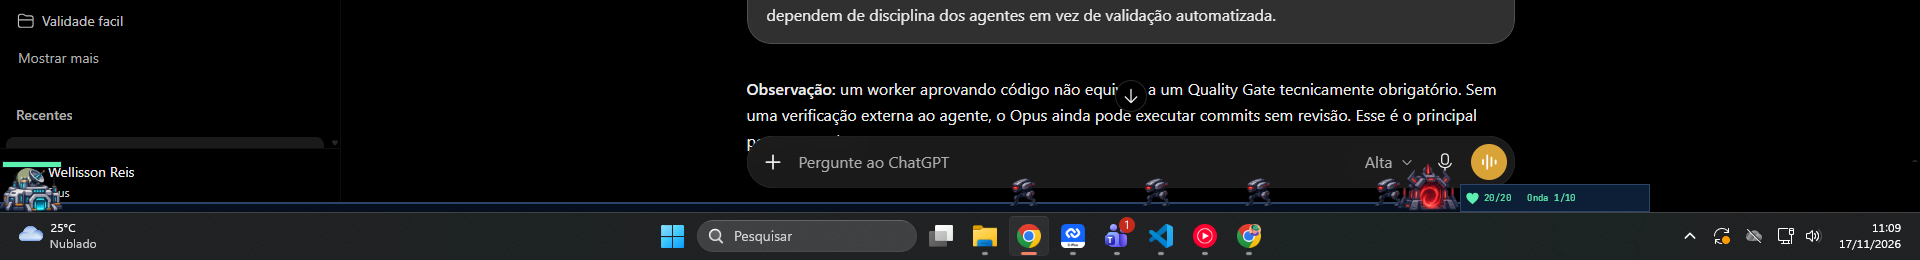 Validade facil
Mostrar mais
Recentes
Wellisson Reis
us
dependem de disciplina dos agentes em vez de validação automatizada.
Observação: um worker aprovando código não equi a um Quality Gate tecnicamente obrigatório. Sem
uma verificação externa ao agente, o Opus ainda pode executar commits sem revisão. Esse é o principal
Pergunte ao ChatGPT
Alta
20/20 Onda 1/10
25°C
Nublado
Pesquisar
1
11:09
17/11/2026